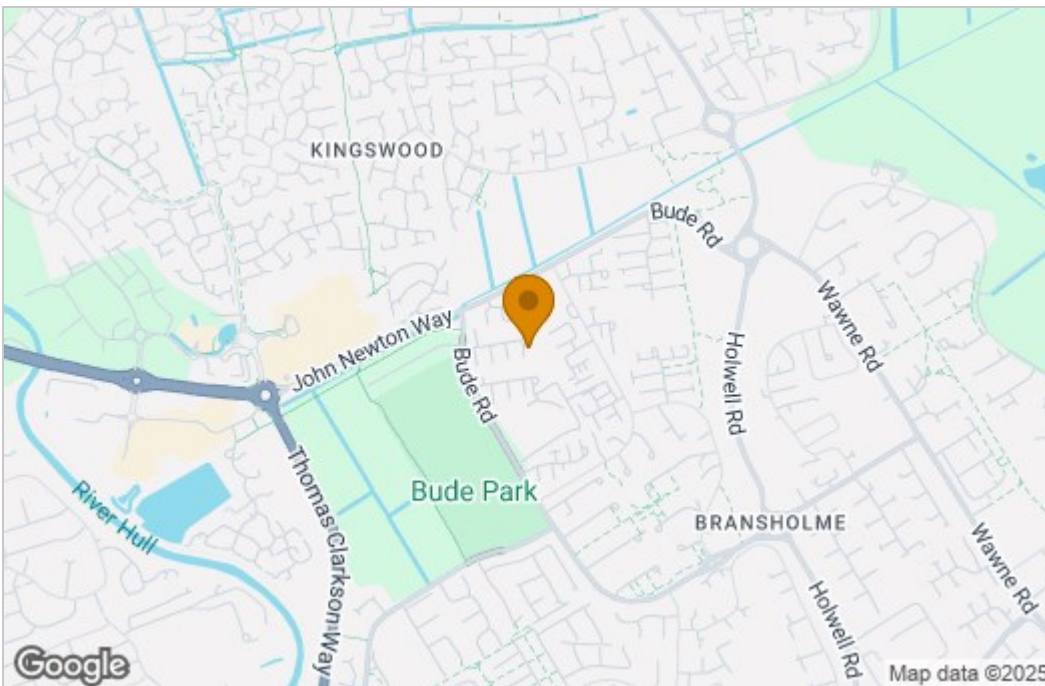 KINGSWOOD
Bude Rd
Wawne Rd
John Newton Way
Bude Rd
Holwell Rd
Bude Park
River Hull
Thomas Clarkson Way
BRANSHOLME
Wawne Rd
Holwell Rd
Google
Map data ©2025